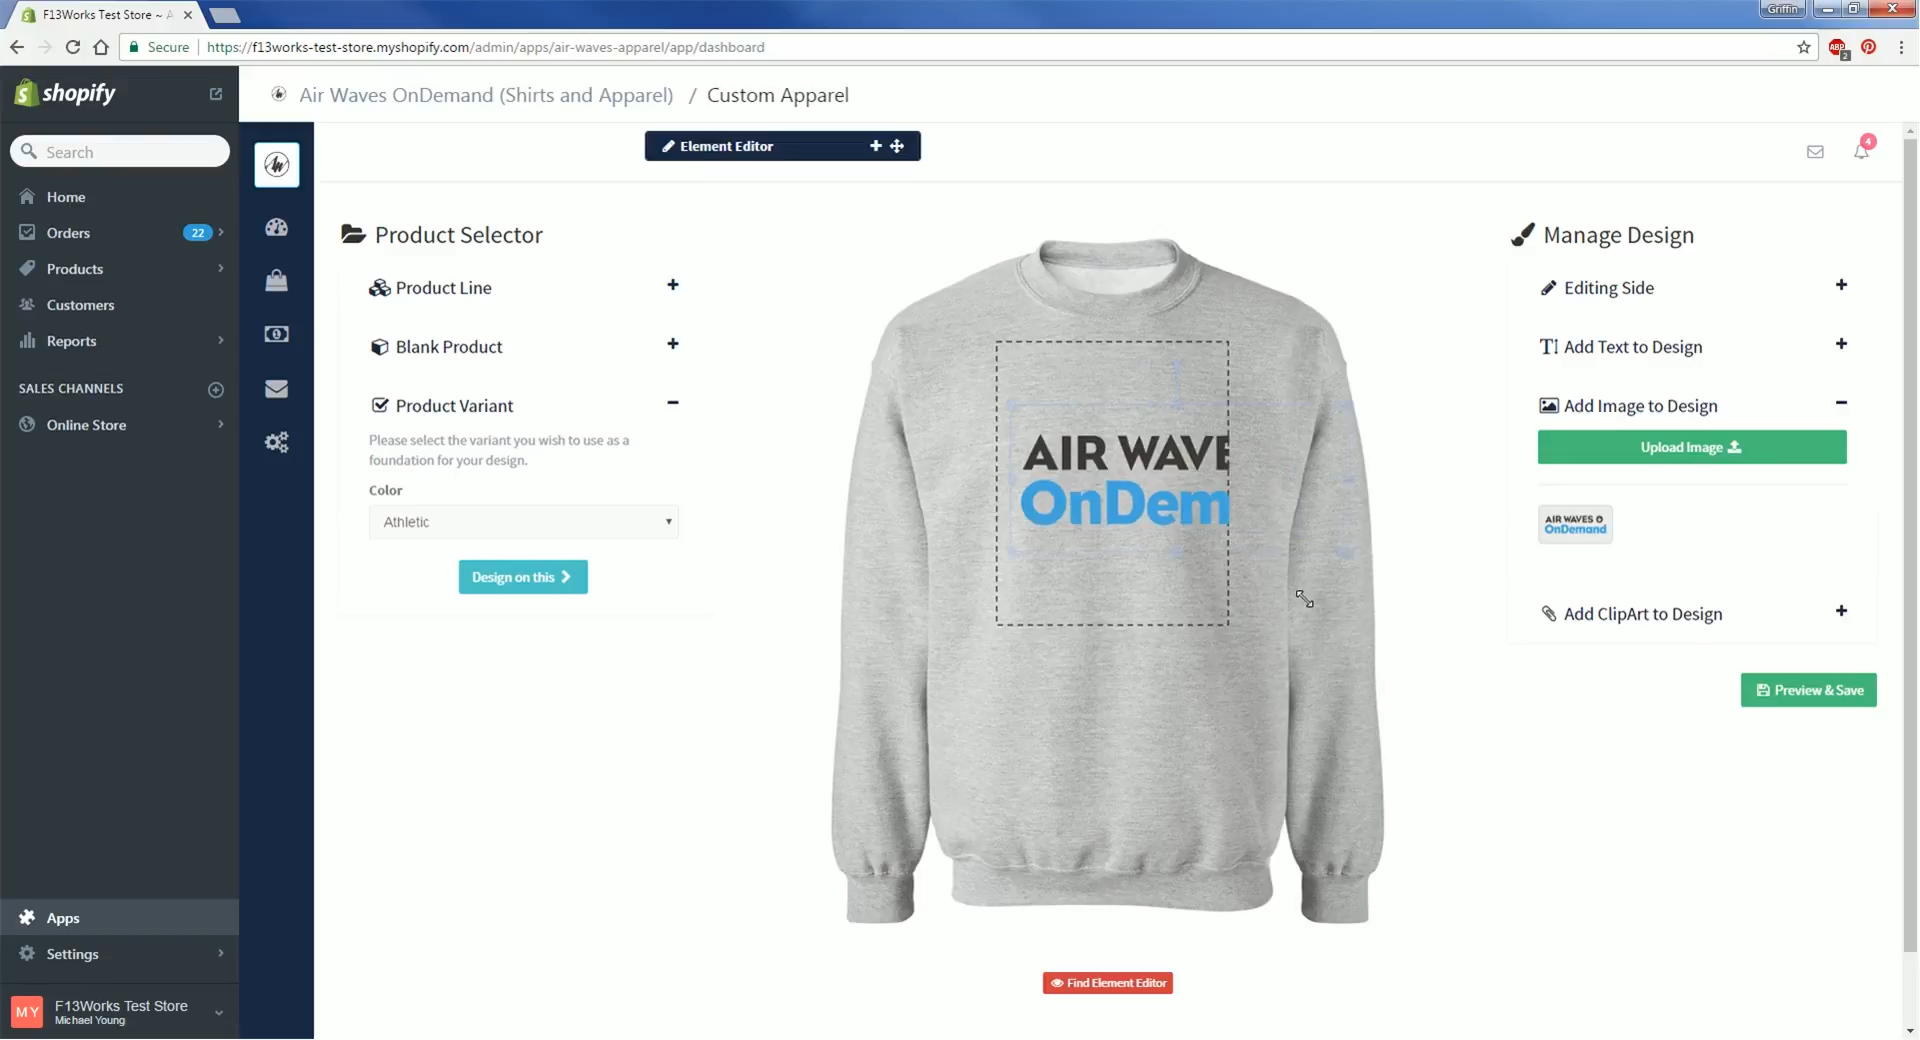 F13Works Test Store ~ A
Griffin
Secure
https://f13works-test-store.myshopify.com/admin/apps/air-waves-apparel/app/dashboard
ABP
2
shopify
Air Waves OnDemand (Shirts and Apparel) / Custom Apparel
Search
Element Editor
4
Home
Orders
22
Products
Customers
Reports
SALES CHANNELS
Online Store
Product Selector
Product Line
Blank Product
Product Variant
Please select the variant you wish to use as a
foundation for your design.
Color
Athletic
Design on this
AIR WAVE
OnDem
Manage Design
Editing Side
Add Text to Design
Add Image to Design
Upload Image
AIR WAVES
OnDemand
Add ClipArt to Design
Preview & Save
Find Element Editor
Apps
Settings
MY
F13Works Test Store
Michael Young